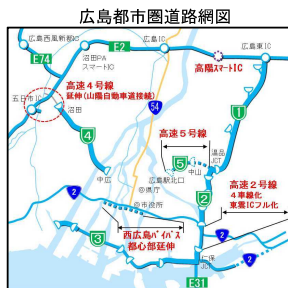 広島都市圏道路網図
広島西風新都IC
E2
広島IC
広島東IC
沼田PA
スマートIC
E74
高陽スマートIC
高速4号線
延伸(山陽自動車道接続)
五日市IC
沼田
54
1
4
高速5号線
温品
JCT
5
中山
広島駅北口
中広
◎県庁
高速2号線
4車線化
東雲ICフル化
2
◎市役所
2
西広島バイパス
都心部延伸
3
仁保
JCT
2
E31